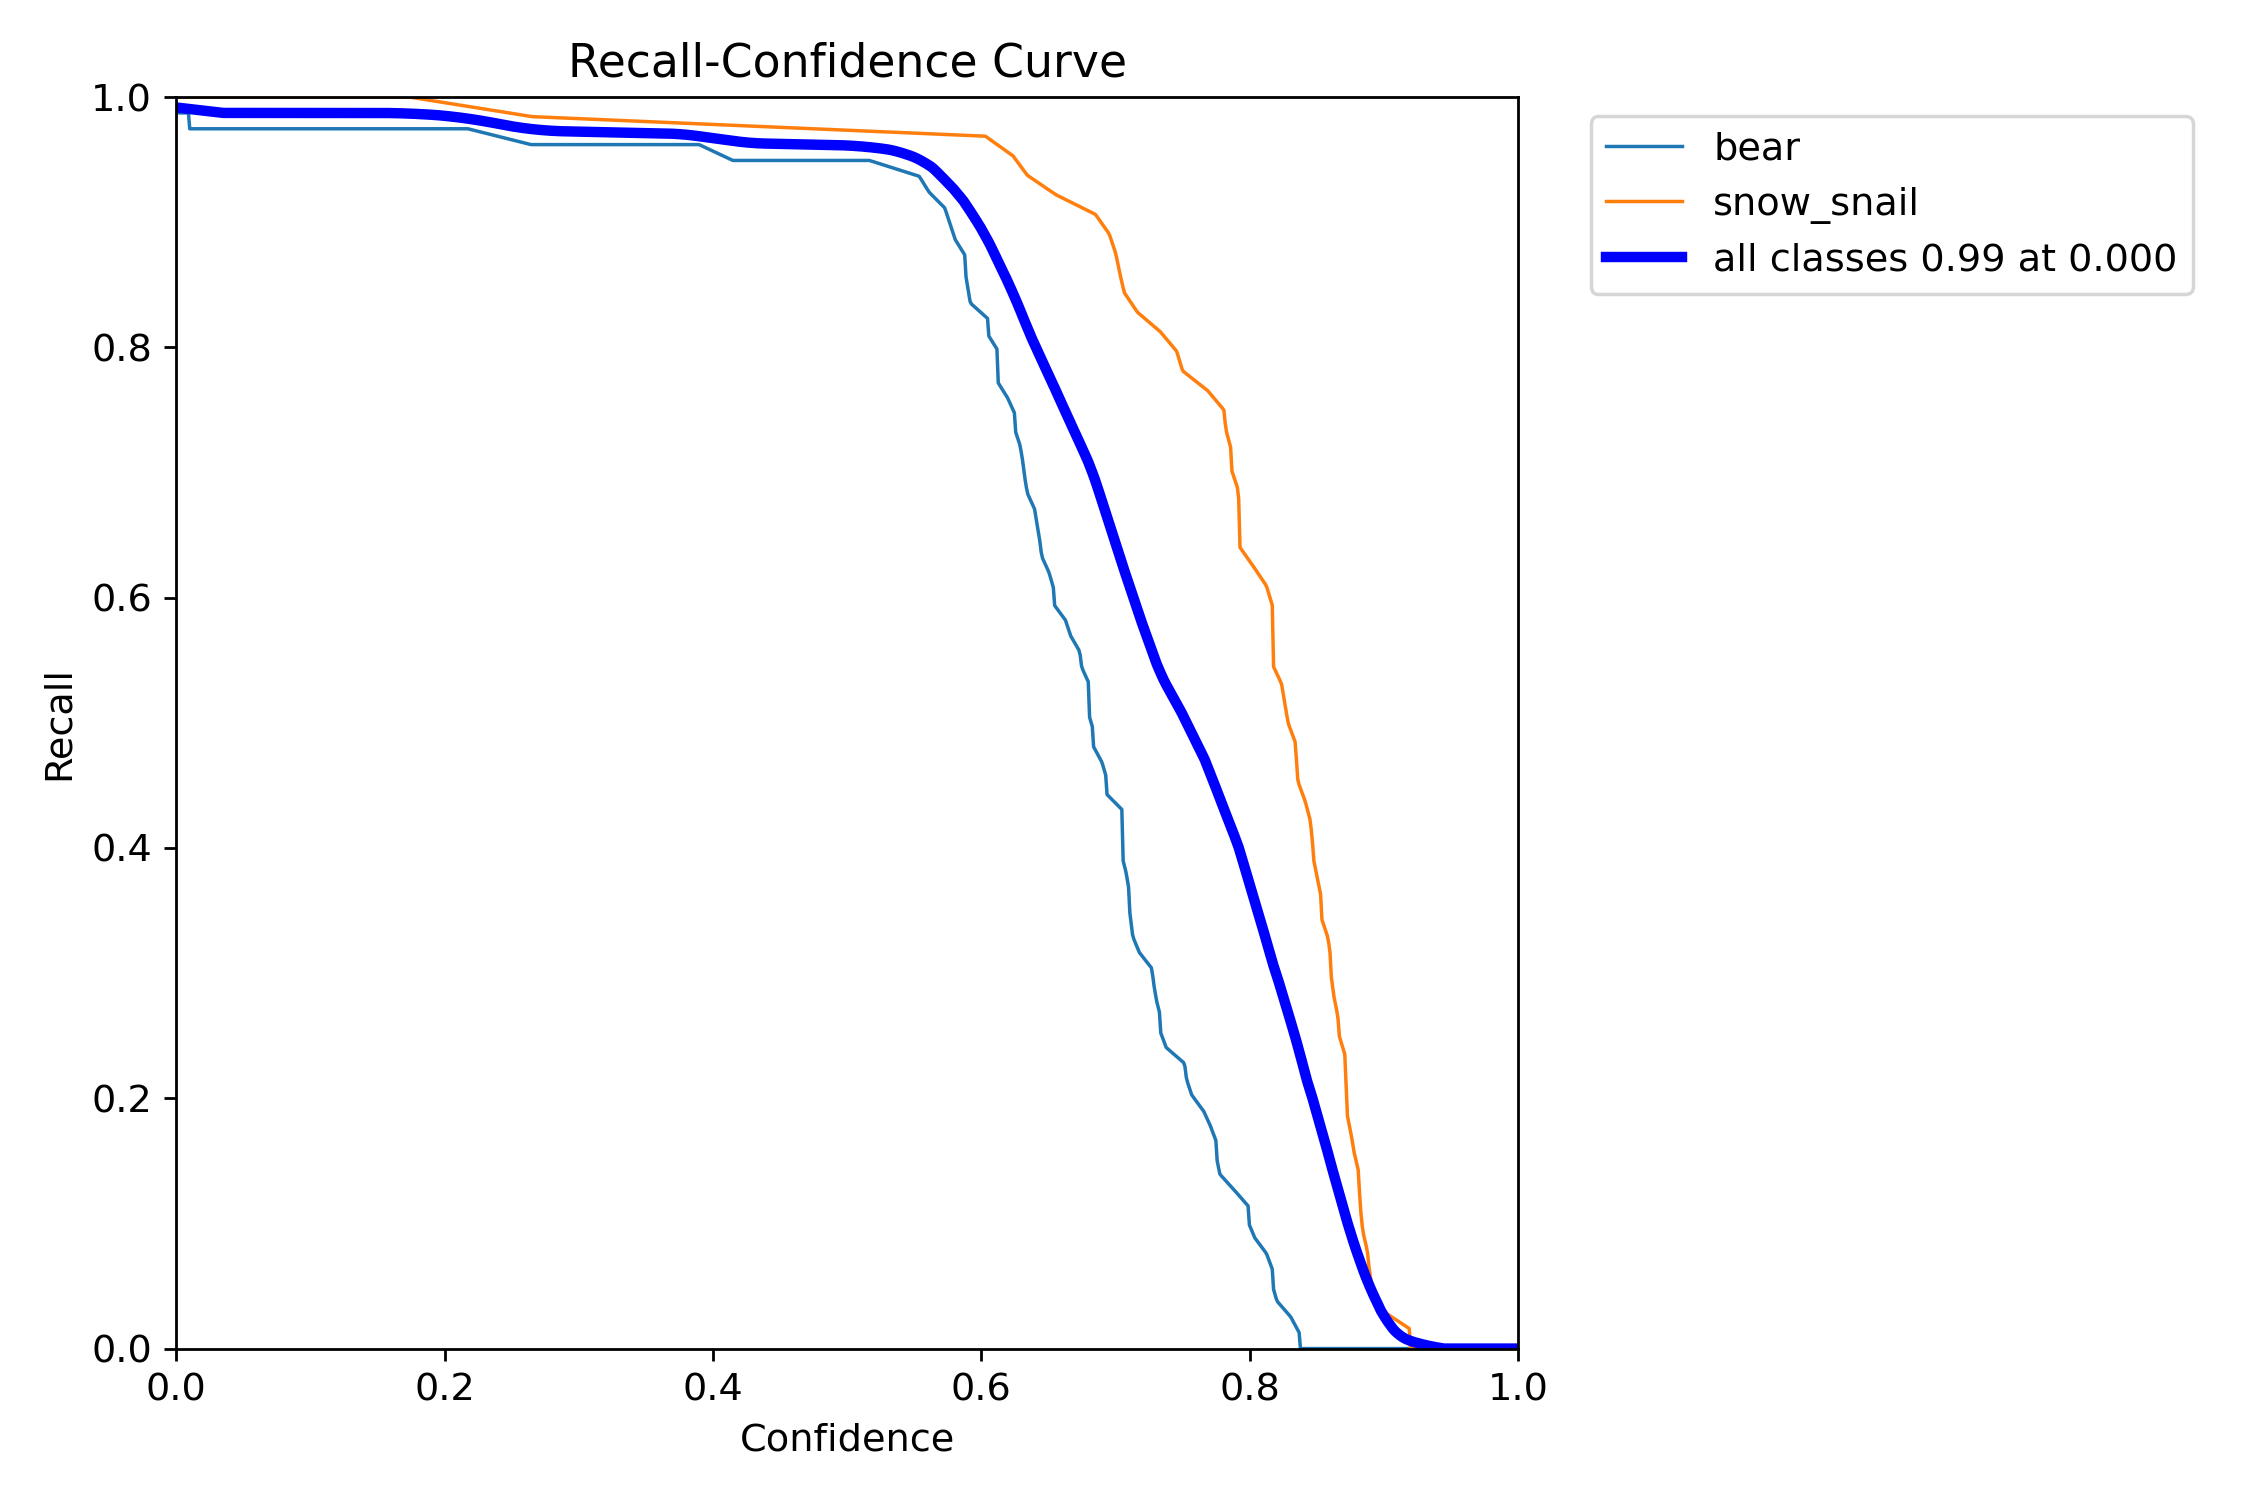 Recall-Confidence Curve
1.0
0.8
0.6
0.4
0.2
0.0
Recall
0.0 0.2 0.4 0.6 0.8 1.0
Confidence
bear
snow_snail
all classes 0.99 at 0.000